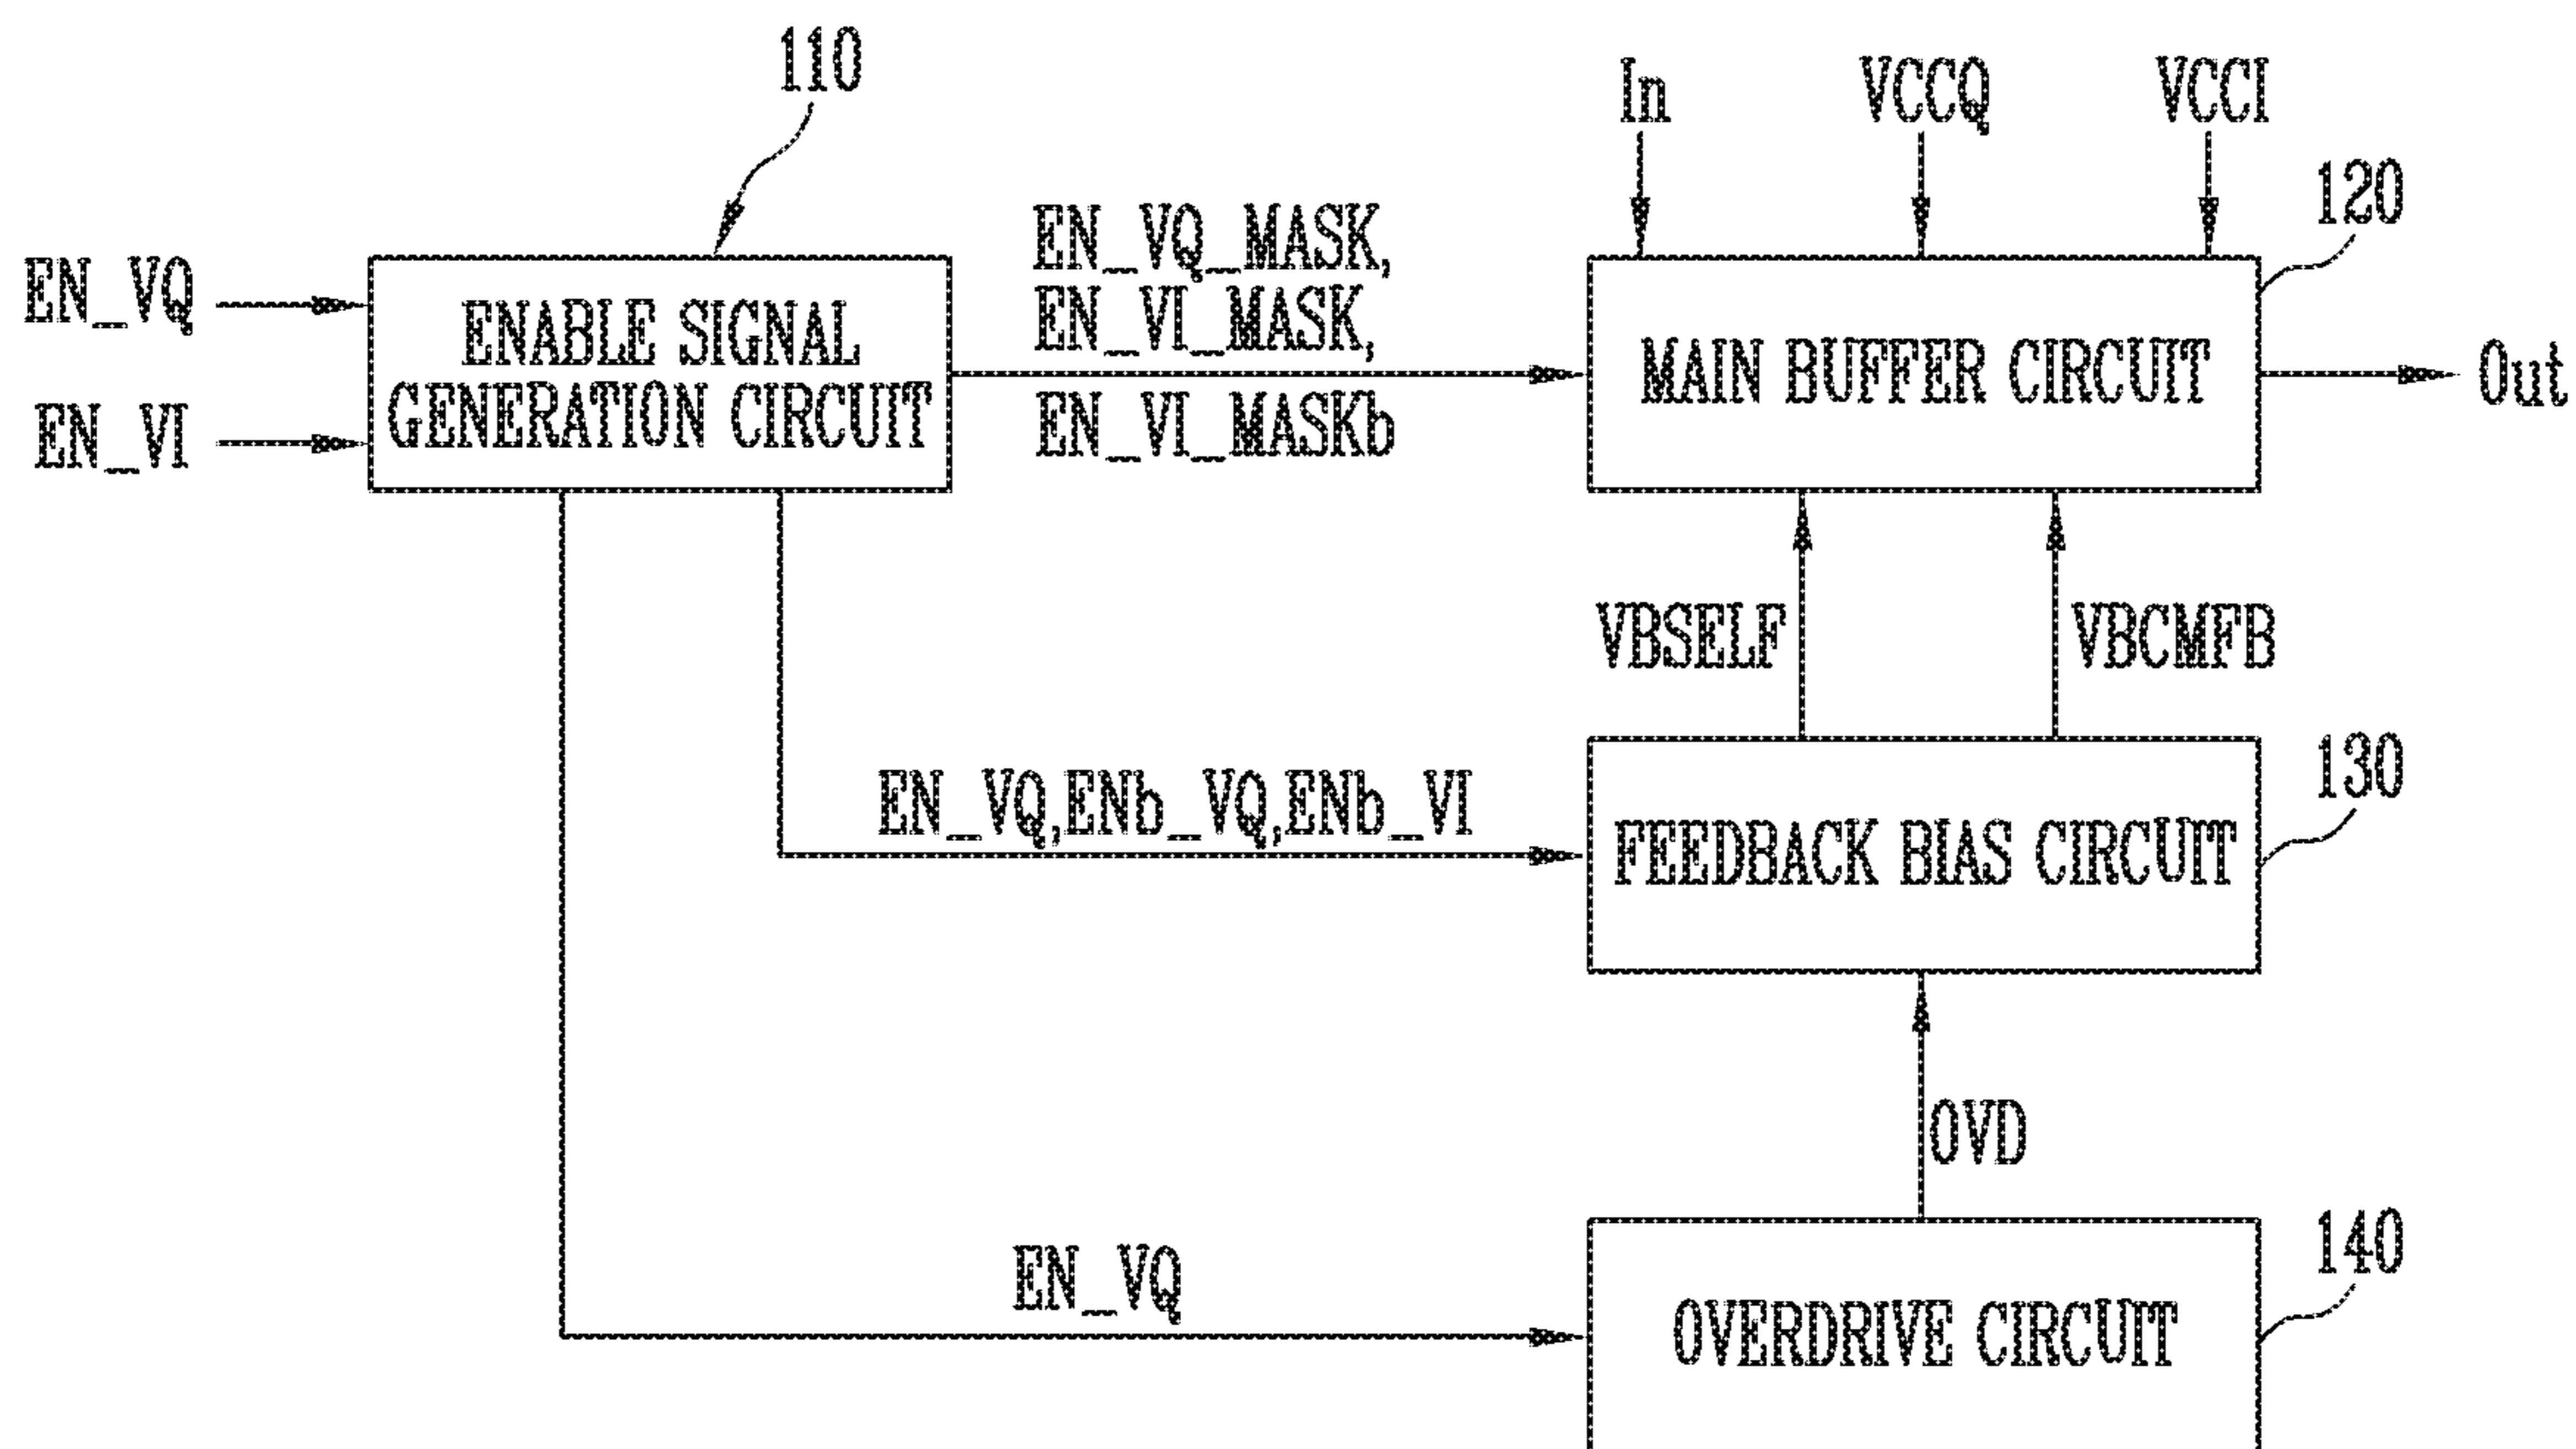 110
In
VCCQ
VCCI
120
EN_VQ
EN_VI
ENABLE SIGNAL
GENERATION CIRCUIT
EN_VQ_MASK,
EN_VI_MASK,
EN_VI_MASKb
MAIN BUFFER CIRCUIT
Out
VBSELF
VBCMFB
130
EN_VQ,ENb_VQ,ENb_VI
FEEDBACK BIAS CIRCUIT
OVD
140
EN_VQ
OVERDRIVE CIRCUIT